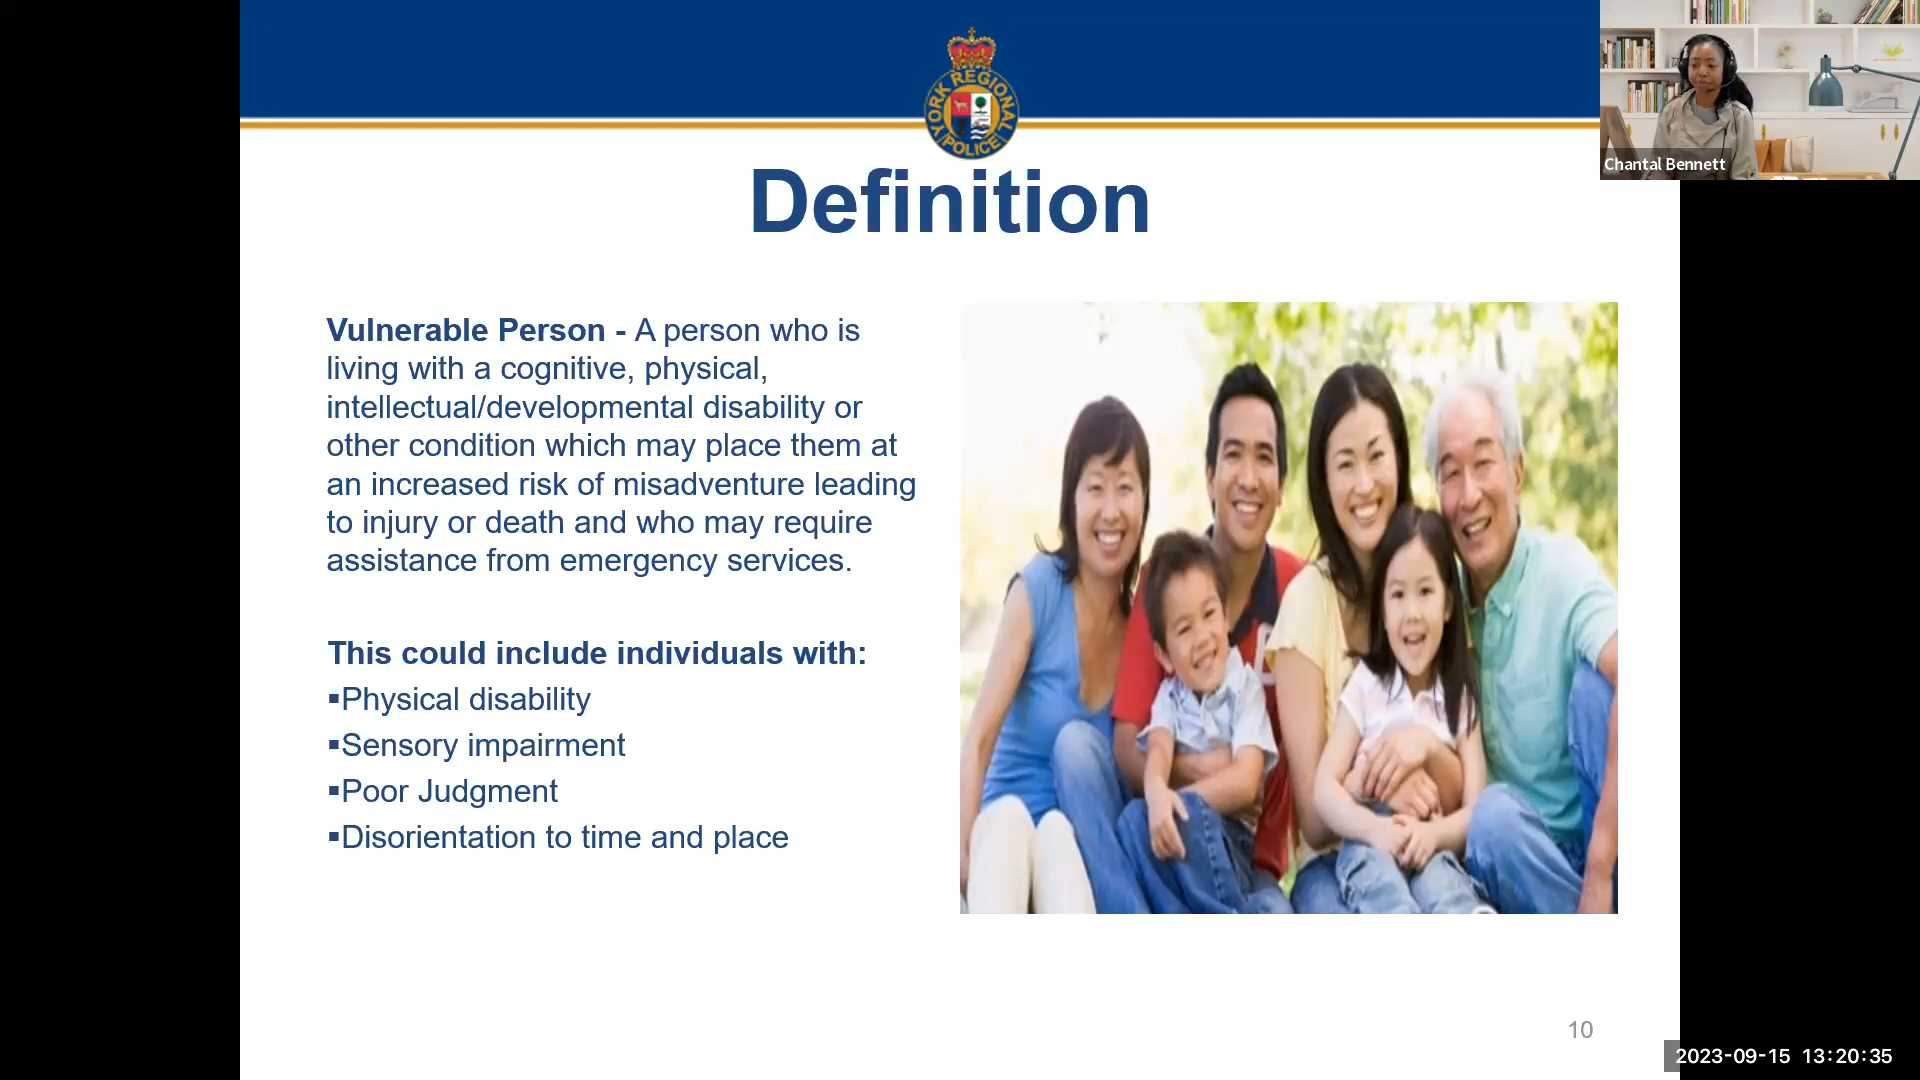 YORK REGIONAL
POLICE
Chantal Bennett
Definition
Vulnerable Person - A person who is
living with a cognitive, physical,
intellectual/developmental disability or
other condition which may place them at
an increased risk of misadventure leading
to injury or death and who may require
assistance from emergency services.
This could include individuals with:
▪Physical disability
▪Sensory impairment
▪Poor Judgment
▪Disorientation to time and place
10
2023-09-15 13:20:35